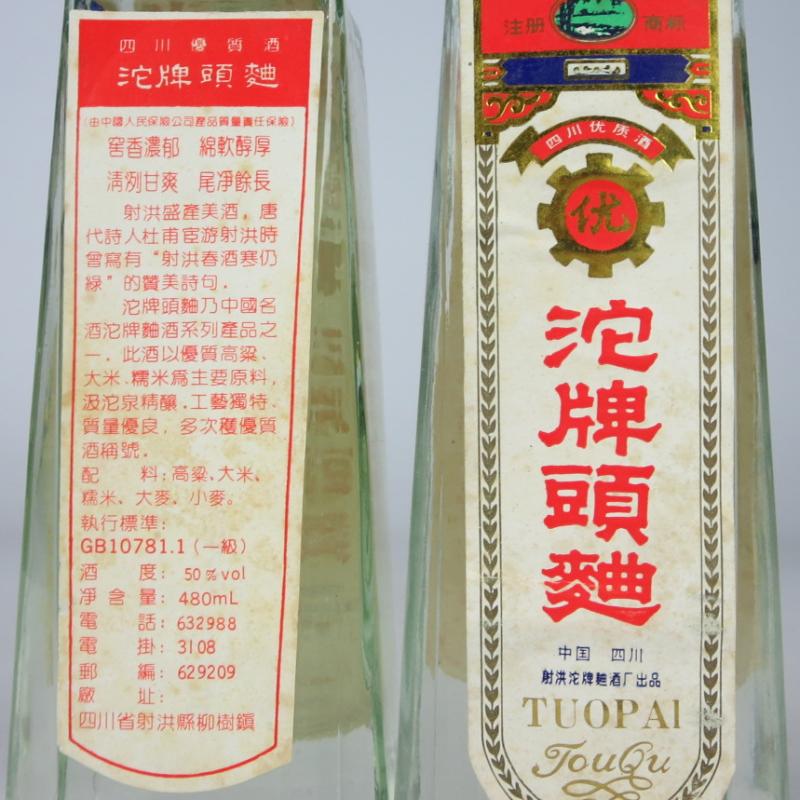 四川優質酒
沱牌頭麯
(由中國人民保險公司產品質量責任保險)
窖香濃郁 綿軟醇厚
清洌甘爽 尾净餘長
射洪盛產美酒，唐
代詩人杜甫宦游射洪時
曾寫有“射洪春酒寒仍
綠”的贊美詩句．
沱牌頭麯乃中國名
酒沱牌麯酒系列產品之
一．此酒以優質高粱、
大米、糯米爲主要原料，
汲沱泉精釀．工藝獨特、
質量優良，多次獲優質
酒稱號．
配 料：高粱、大米、
糯米、大麥、小麥。
執行標準：
GB10781.1（一級）
酒 度： 50%vol
净含量： 480mL
電 話： 632988
電 掛： 3108
郵 編： 629209
廠 址：
四川省射洪縣柳樹鎮
注册 商标
四川优质酒
优
沱
牌
頭
麯
中国 四川
射洪沱牌麯酒厂出品
TUOPAI
TouQu